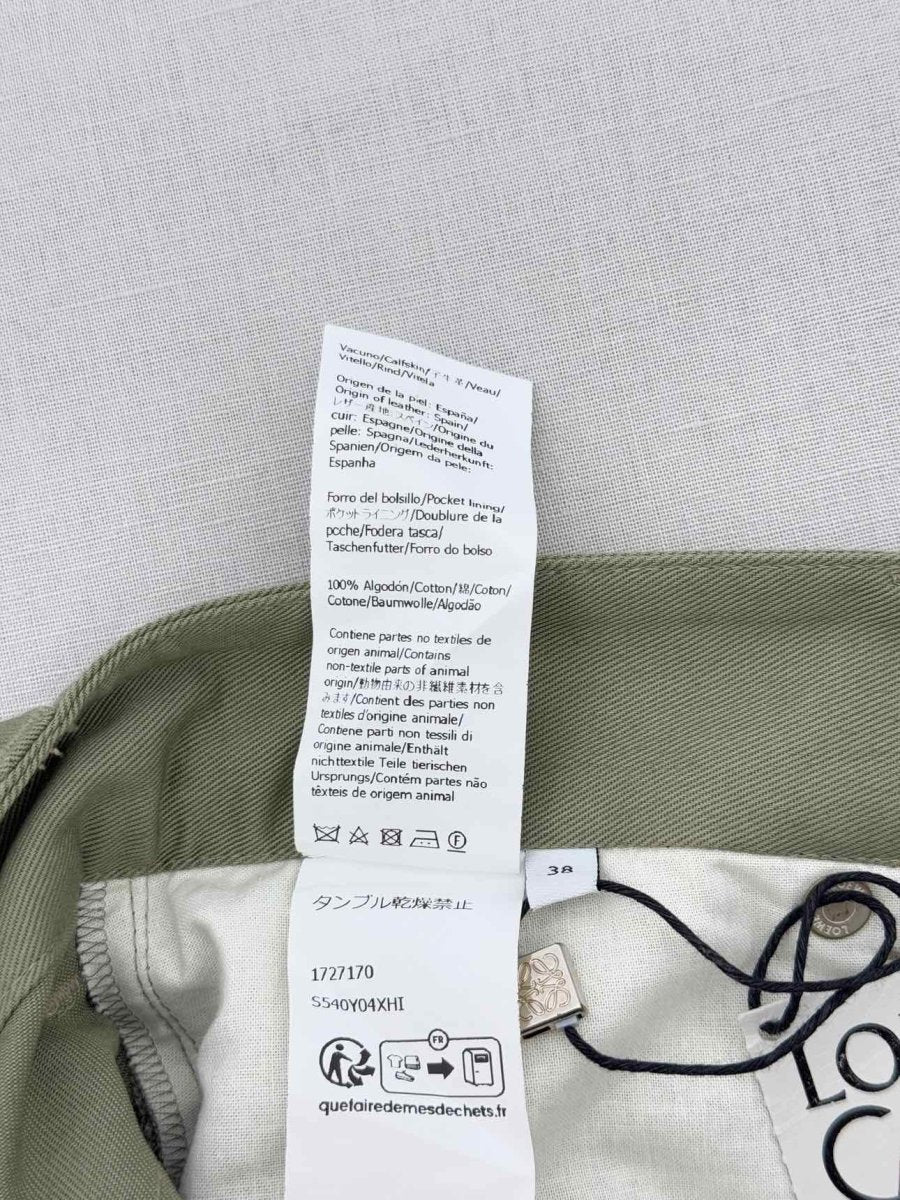 Vacuno/Calfskin/子牛革/Veau/
Vitello/Rind/Vitela
Origen de la piel: España/
Origin of leather: Spain/
レザー産地: スペイン/Origine du
cuir: Espagne/Origine della
pelle: Spagna/Lederherkunft:
Spanien/Origem da pele:
Espanha
Forro del bolsillo/Pocket lining/
ポケットライニング/Doublure de la
poche/Fodera tasca/
Taschenfutter/Forro do bolso
100% Algodón/Cotton/綿/Coton/
Cotone/Baumwolle/Algodão
Contiene partes no textiles de
origen animal/Contains
non-textile parts of animal
origin/動物由来の非繊維素材を含
みます/Contient des parties non
textiles d'origine animale/
Contiene parti non tessili di
origine animale/Enthält
nichttextile Teile tierischen
Ursprungs/Contém partes não
têxteis de origem animal
F
38
タンブル乾燥禁止
1727170
S540Y04XHI
FR
quefairedemesdechets.fr
LOEWE
LO